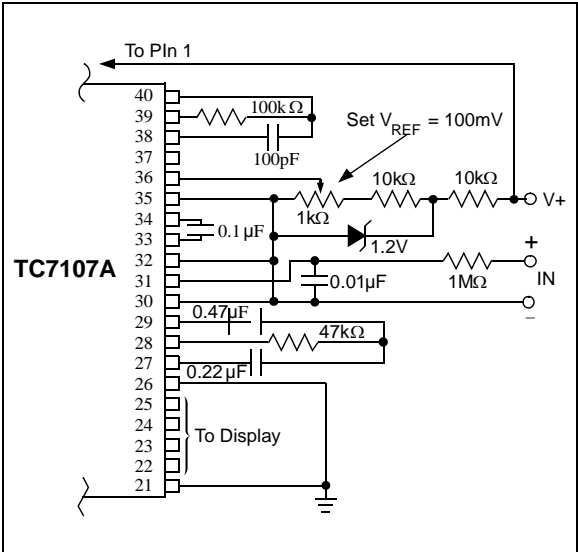 To PIn 1
40
39
38
37
36
35
34
33
32
31
30
29
28
27
26
25
24
23
22
21
TC7107A
100kΩ
100pF
Set VREF = 100mV
10kΩ
10kΩ
V+
1kΩ
0.1µF
1.2V
+
IN
–
0.01µF
1MΩ
0.47µF
47kΩ
0.22µF
To Display